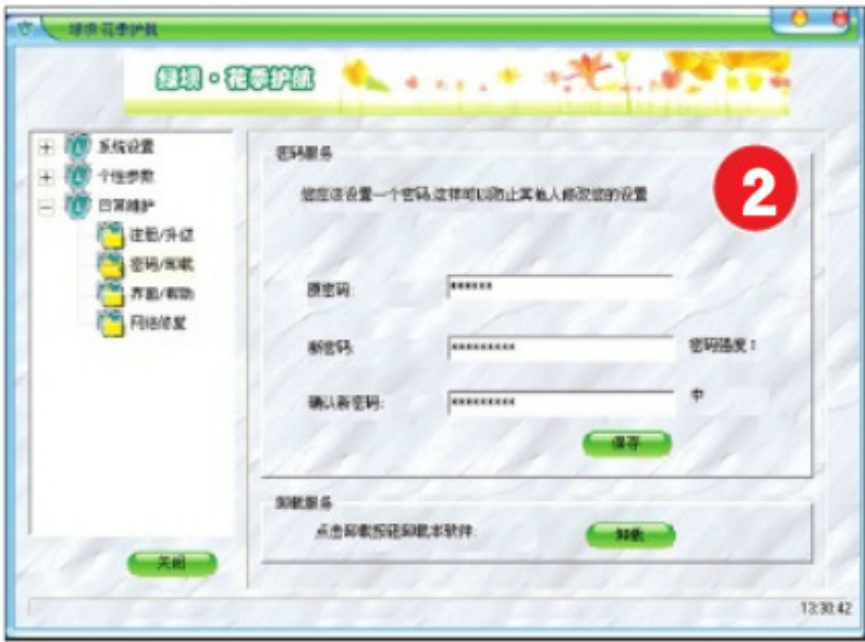 绿坝·花季护航
绿坝·花季护航
系统设置
个性参数
日常维护
注册/升级
密码/卸载
界面/帮助
网络修复
密码服务
您应该设置一个密码,这样可以防止其他人修改您的设置
2
原密码: ******
新密码: ********* 密码强度!
确认新密码: ********* 中
保存
卸载服务
点击卸载按钮卸载本软件:
卸载
关闭
13:30:42